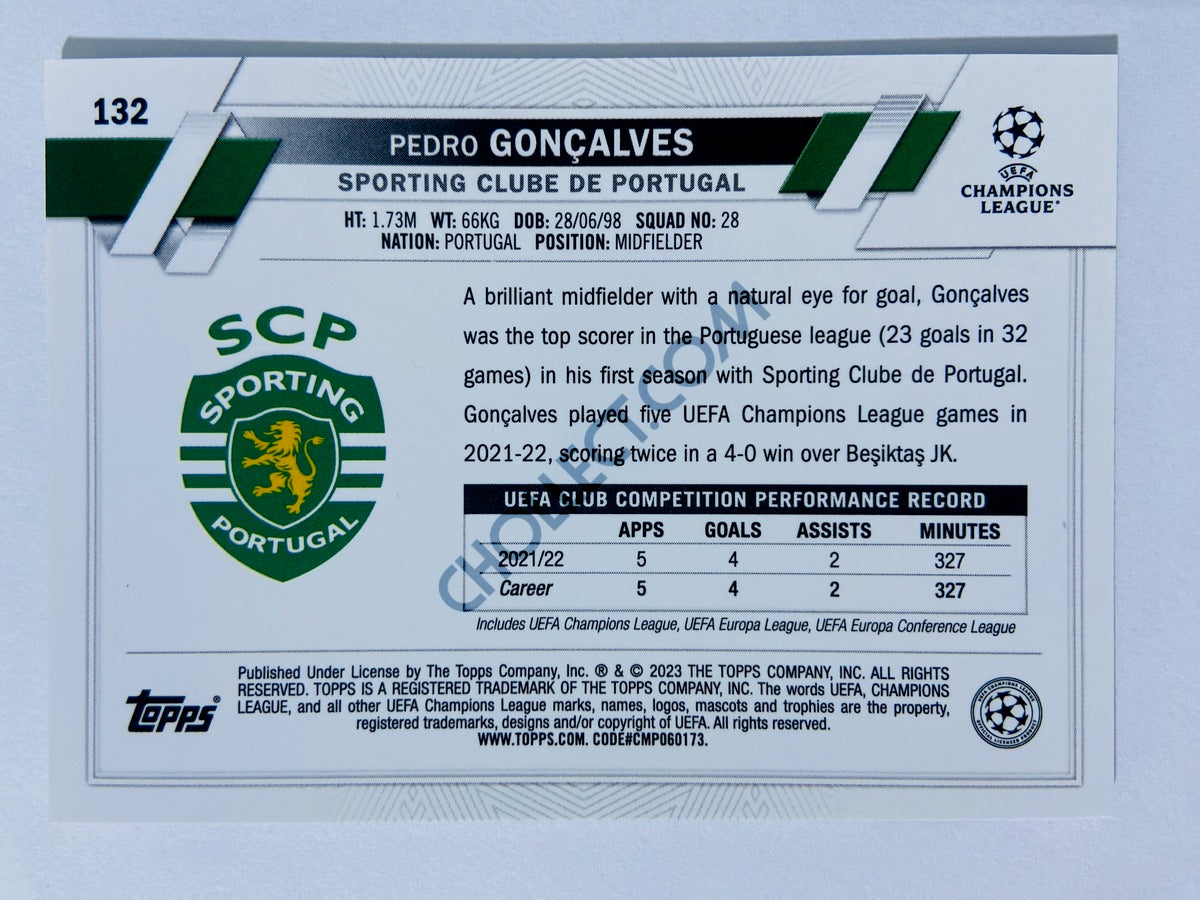 132
PEDRO GONÇALVES
SPORTING CLUBE DE PORTUGAL
UEFA
CHAMPIONS
LEAGUE®
HT: 1.73M WT: 66KG DOB: 28/06/98 SQUAD NO: 28
NATION: PORTUGAL POSITION: MIDFIELDER
SCP
SPORTING
PORTUGAL
A brilliant midfielder with a natural eye for goal, Gonçalves
was the top scorer in the Portuguese league (23 goals in 32
games) in his first season with Sporting Clube de Portugal.
Gonçalves played five UEFA Champions League games in
2021-22, scoring twice in a 4-0 win over Beşiktaş JK.
CHOLLECT.COM
UEFA CLUB COMPETITION PERFORMANCE RECORD
APPS GOALS ASSISTS MINUTES
2021/22 5 4 2 327
Career 5 4 2 327
Includes UEFA Champions League, UEFA Europa League, UEFA Europa Conference League
topps®
Published Under License by The Topps Company, Inc. ® & © 2023 THE TOPPS COMPANY, INC. ALL RIGHTS
RESERVED. TOPPS IS A REGISTERED TRADEMARK OF THE TOPPS COMPANY, INC. The words UEFA, CHAMPIONS
LEAGUE, and all other UEFA Champions League marks, names, logos, mascots and trophies are the property,
registered trademarks, designs and/or copyright of UEFA. All rights reserved.
WWW.TOPPS.COM. CODE#CMP060173.
UEFA CHAMPIONS LEAGUE
OFFICIAL LICENSED PRODUCT